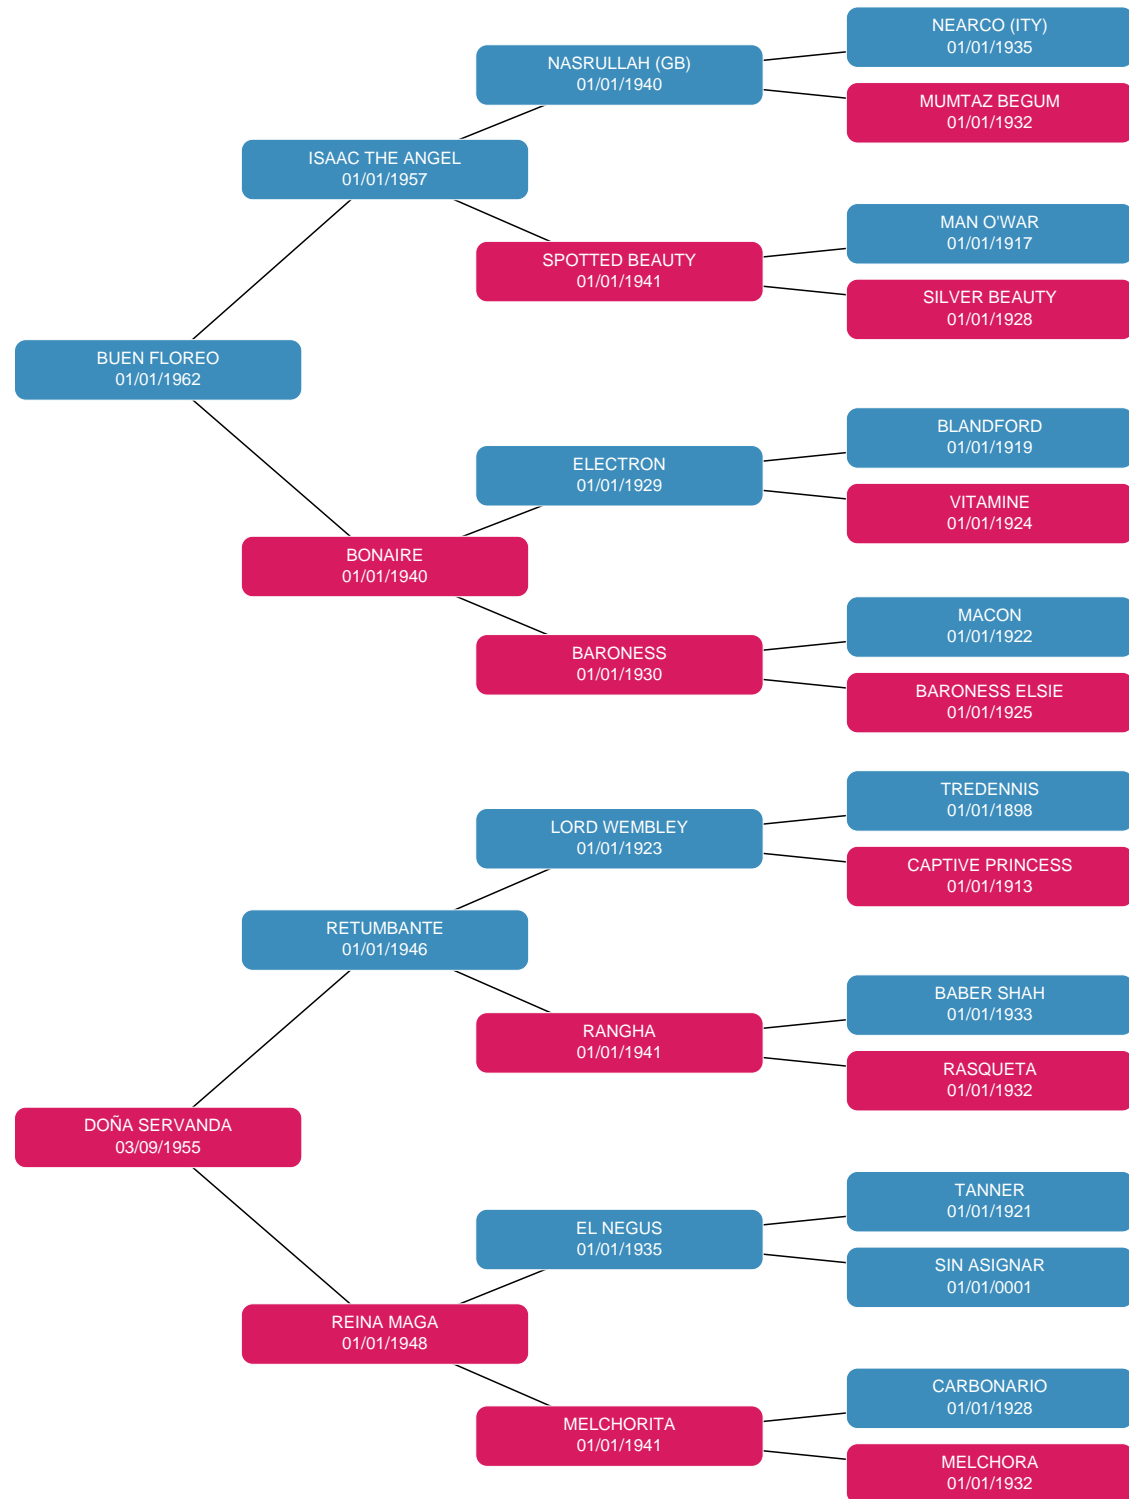 NEARCO (ITY)
01/01/1935
NASRULLAH (GB)
01/01/1940
MUMTAZ BEGUM
01/01/1932
ISAAC THE ANGEL
01/01/1957
MAN O'WAR
01/01/1917
SPOTTED BEAUTY
01/01/1941
SILVER BEAUTY
01/01/1928
BUEN FLOREO
01/01/1962
BLANDFORD
01/01/1919
ELECTRON
01/01/1929
VITAMINE
01/01/1924
BONAIRE
01/01/1940
MACON
01/01/1922
BARONESS
01/01/1930
BARONESS ELSIE
01/01/1925
TREDENNIS
01/01/1898
LORD WEMBLEY
01/01/1923
CAPTIVE PRINCESS
01/01/1913
RETUMBANTE
01/01/1946
BABER SHAH
01/01/1933
RANGHA
01/01/1941
RASQUETA
01/01/1932
DOÑA SERVANDA
03/09/1955
TANNER
01/01/1921
EL NEGUS
01/01/1935
SIN ASIGNAR
01/01/0001
REINA MAGA
01/01/1948
CARBONARIO
01/01/1928
MELCHORITA
01/01/1941
MELCHORA
01/01/1932